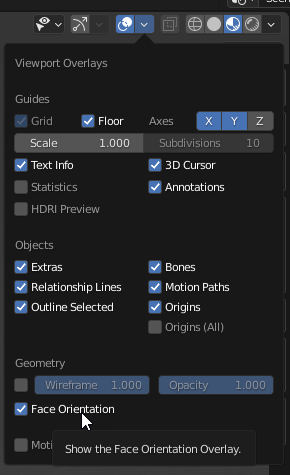 Viewport Overlays
Guides
Grid Floor Axes X Y Z
Scale 1.000 Subdivisions 10
Text Info 3D Cursor
Statistics Annotations
HDRI Preview
Objects
Extras Bones
Relationship Lines Motion Paths
Outline Selected Origins
Origins (All)
Geometry
Wireframe 1.000 Opacity 1.000
Face Orientation
Moti
Show the Face Orientation Overlay.